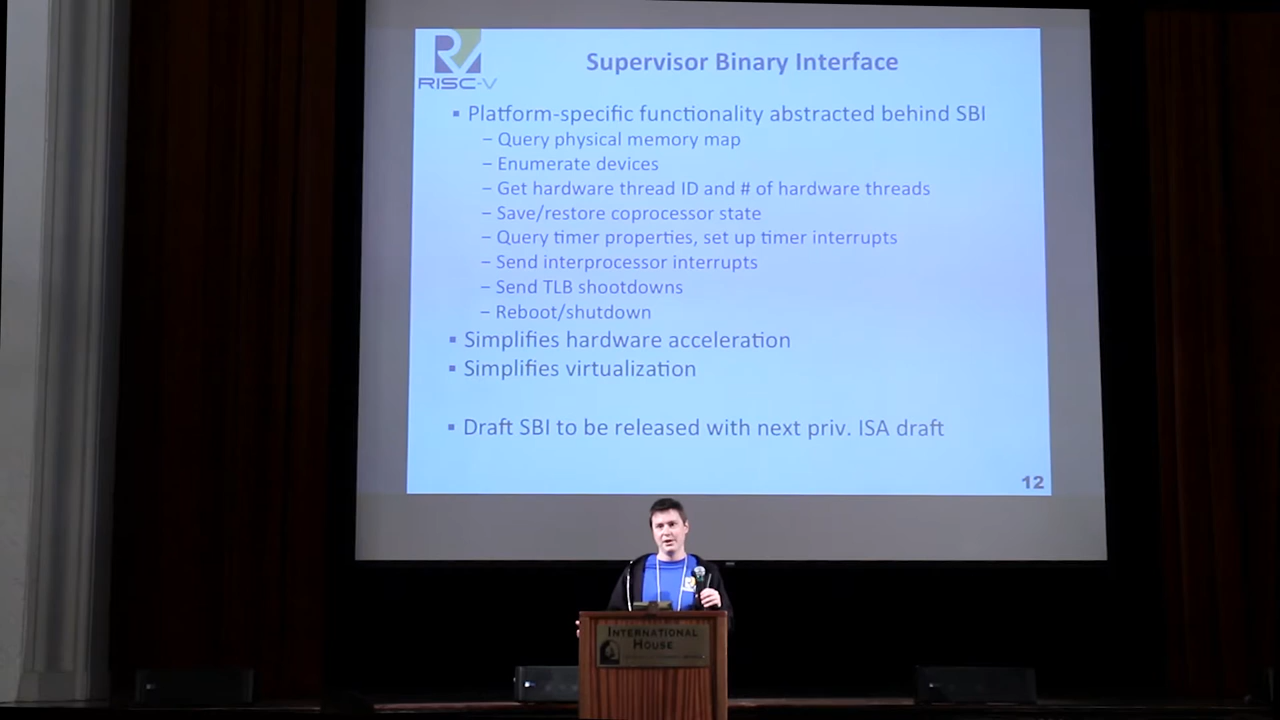 RISC-V
Supervisor Binary Interface
▪ Platform-specific functionality abstracted behind SBI
– Query physical memory map
– Enumerate devices
– Get hardware thread ID and # of hardware threads
– Save/restore coprocessor state
– Query timer properties, set up timer interrupts
– Send interprocessor interrupts
– Send TLB shootdowns
– Reboot/shutdown
▪ Simplifies hardware acceleration
▪ Simplifies virtualization
▪ Draft SBI to be released with next priv. ISA draft
12
INTERNATIONAL
HOUSE